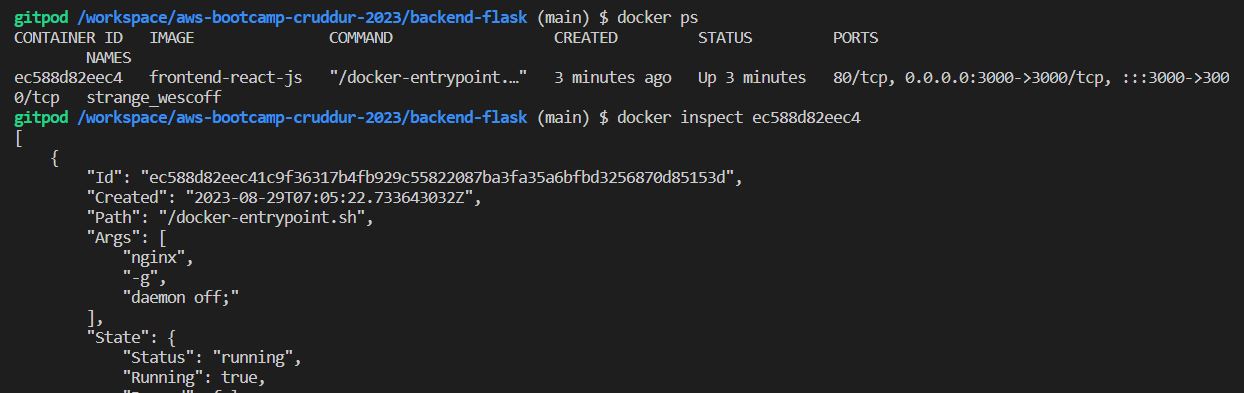 gitpod /workspace/aws-bootcamp-cruddur-2023/backend-flask (main) $ docker ps
CONTAINER ID   IMAGE               COMMAND                  CREATED         STATUS         PORTS
        NAMES
ec588d82eec4   frontend-react-js   "/docker-entrypoint.…"   3 minutes ago   Up 3 minutes   80/tcp, 0.0.0.0:3000->3000/tcp, :::3000->300
0/tcp   strange_wescoff
gitpod /workspace/aws-bootcamp-cruddur-2023/backend-flask (main) $ docker inspect ec588d82eec4
[
    {
        "Id": "ec588d82eec41c9f36317b4fb929c55822087ba3fa35a6bfbd3256870d85153d",
        "Created": "2023-08-29T07:05:22.733643032Z",
        "Path": "/docker-entrypoint.sh",
        "Args": [
            "nginx",
            "-g",
            "daemon off;"
        ],
        "State": {
            "Status": "running",
            "Running": true,